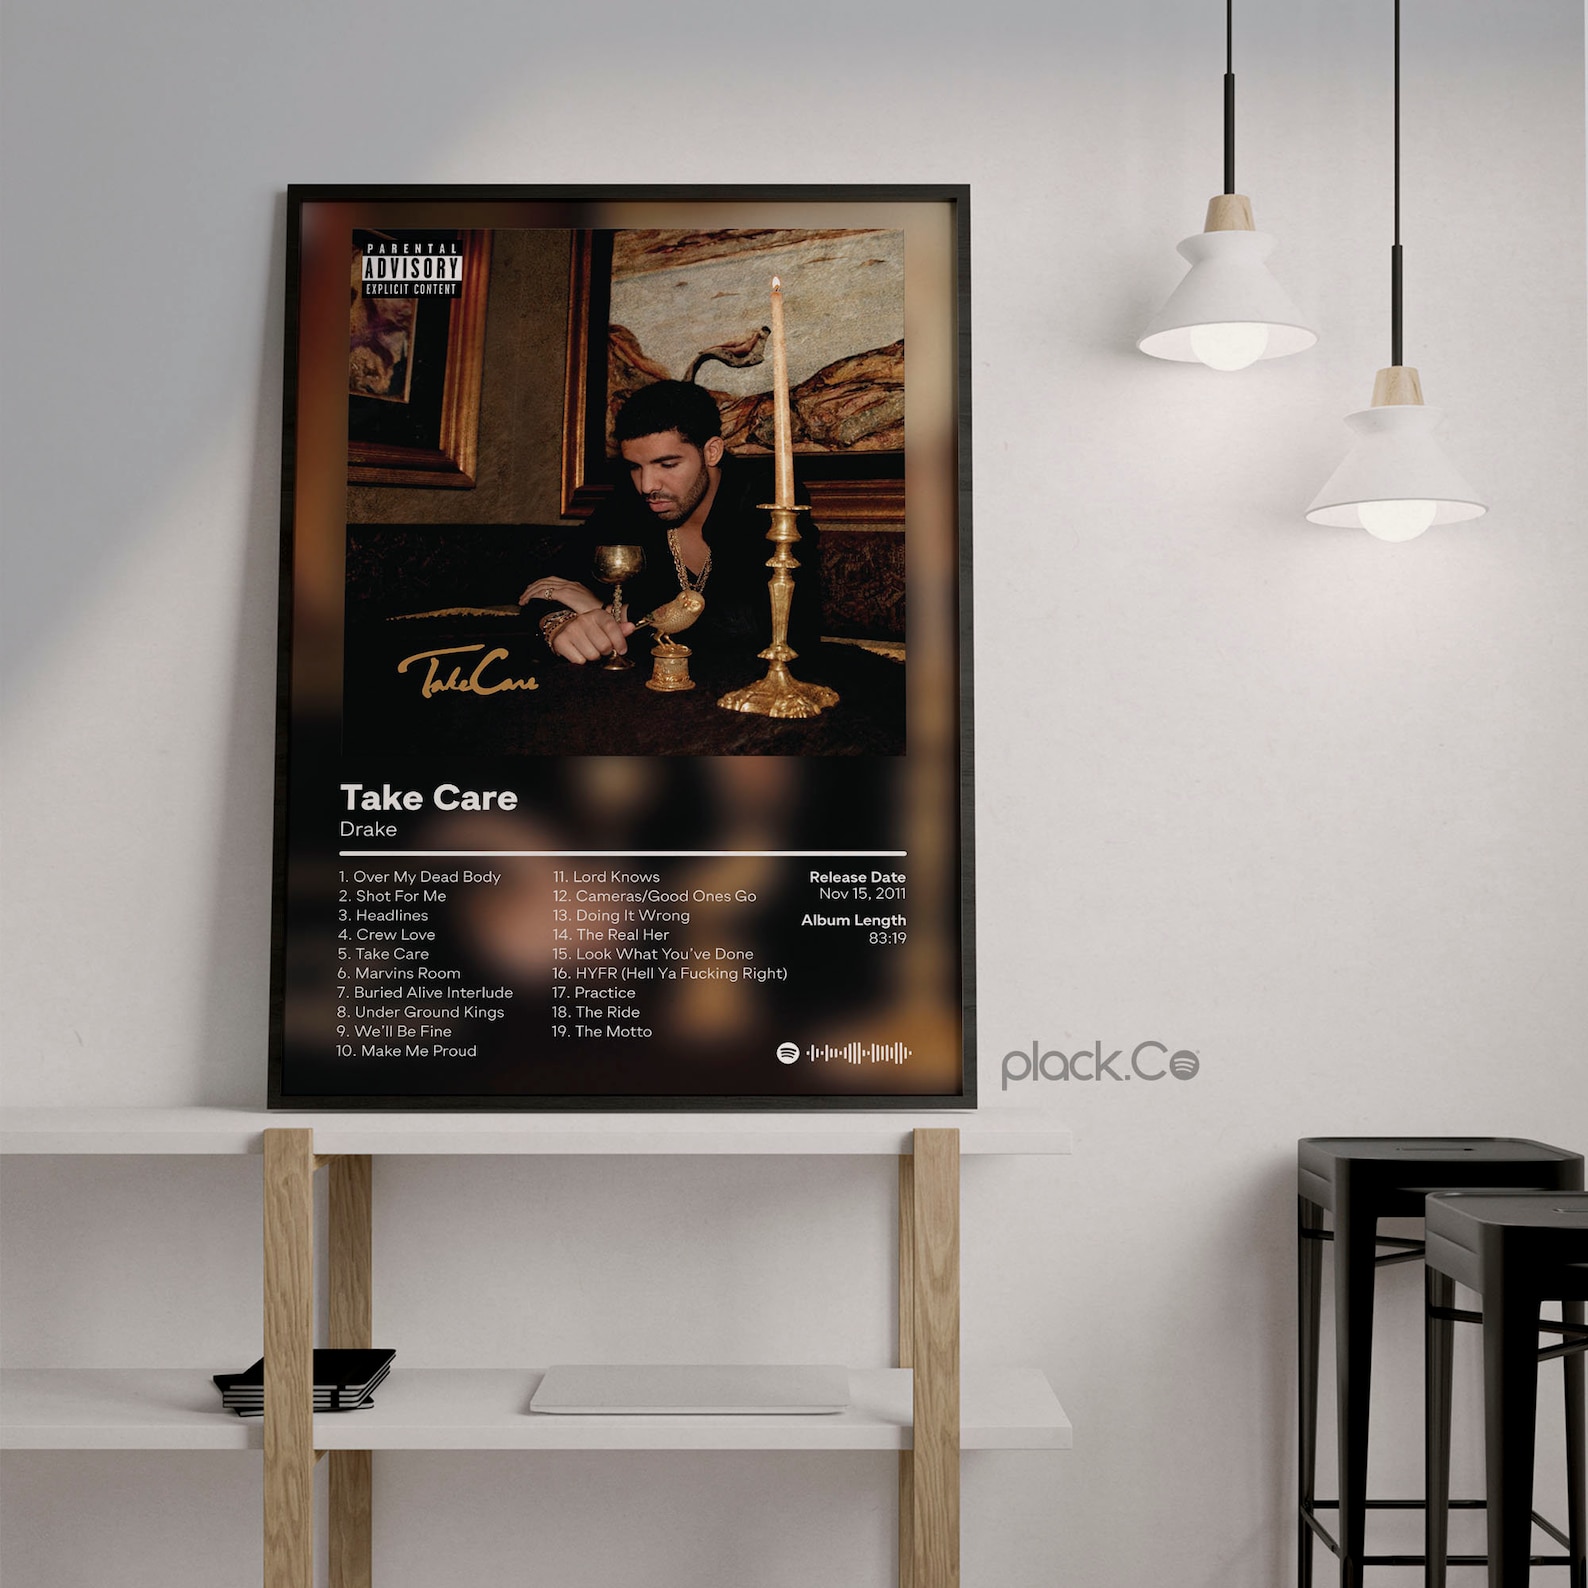 PARENTAL
ADVISORY
EXPLICIT CONTENT
Take Care
Take Care
Drake
1. Over My Dead Body
2. Shot For Me
3. Headlines
4. Crew Love
5. Take Care
6. Marvins Room
7. Buried Alive Interlude
8. Under Ground Kings
9. We'll Be Fine
10. Make Me Proud
11. Lord Knows
12. Cameras/Good Ones Go
13. Doing It Wrong
14. The Real Her
15. Look What You've Done
16. HYFR (Hell Ya Fucking Right)
17. Practice
18. The Ride
19. The Motto
Release Date
Nov 15, 2011
Album Length
83:19
plack.Co